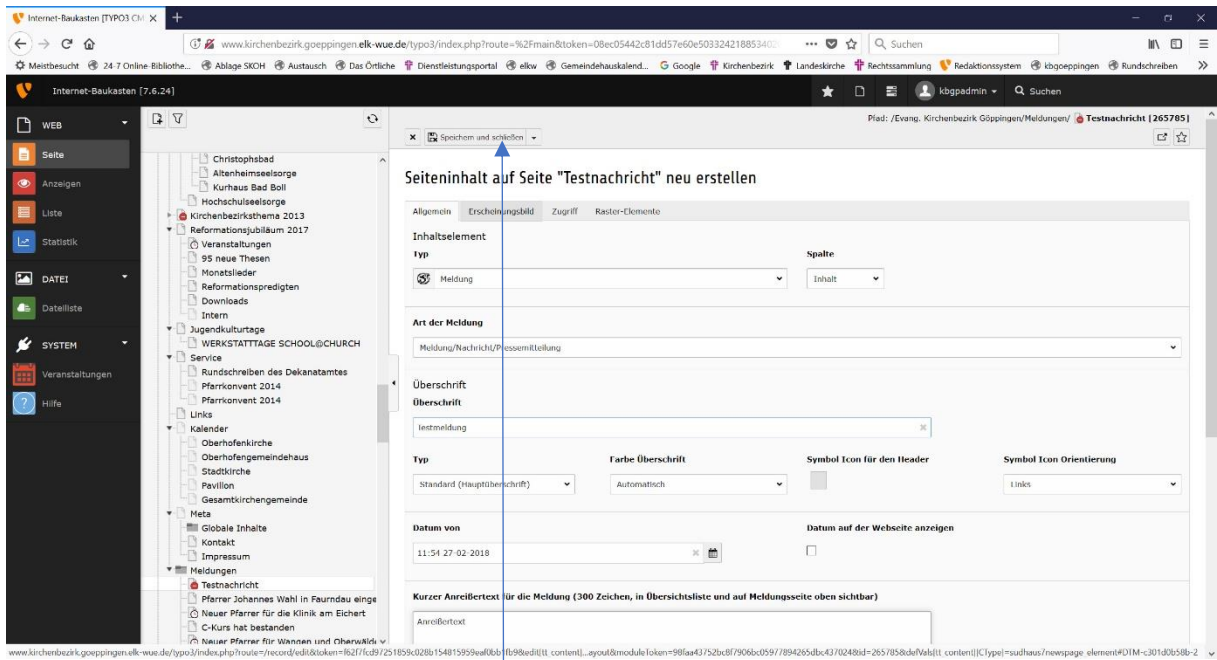 Internet-Baukasten [TYPO3 CM
www.kirchenbezirk.goeppingen.elk-wue.de/typo3/index.php?route=%2Fmain&token=08ec05442c81dd57e60e5033242188534
Suchen
Meistbesucht 24-7 Online-Bibliothe... Ablage SKOH Austausch Das Örtliche Dienstleistungsportal elkw Gemeindehauskalend... Google Kirchenbezirk Landeskirche Rechtssammlung Redaktionssystem kbgoeppingen Rundschreiben
Internet-Baukasten [7.6.24]
kbgpadmin
Suchen
WEB
Seite
Anzeigen
Liste
Statistik
DATEI
Dateiliste
SYSTEM
Veranstaltungen
Hilfe
Christophsbad
Altenheimseelsorge
Kurhaus Bad Boll
Hochschulseelsorge
Kirchenbezirksthema 2013
Reformationsjubiläum 2017
Veranstaltungen
95 neue Thesen
Monatslieder
Reformationspredigten
Downloads
Intern
Jugendkulturtage
WERKSTATTTAGE SCHOOL@CHURCH
Service
Rundschreiben des Dekanatamtes
Pfarrkonvent 2014
Pfarrkonvent 2014
Links
Kalender
Oberhofenkirche
Oberhofengemeindehaus
Stadtkirche
Pavillon
Gesamtkirchengemeinde
Meta
Globale Inhalte
Kontakt
Impressum
Meldungen
Testnachricht
Pfarrer Johannes Wahl in Faurndau einge
Neuer Pfarrer für die Klinik am Eichert
C-Kurs hat bestanden
Neuer Pfarrer für Wangen und Oberwälde
Pfad: /Evang. Kirchenbezirk Göppingen/Meldungen/ Testnachricht [265785]
Speichern und schließen
Seiteninhalt auf Seite "Testnachricht" neu erstellen
Allgemein Erscheinungsbild Zugriff Raster-Elemente
Inhaltselement
Typ Spalte
Meldung Inhalt
Art der Meldung
Meldung/Nachricht/Pressemitteilung
Überschrift
Überschrift
Testmeldung
Typ Farbe Überschrift Symbol Icon für den Header Symbol Icon Orientierung
Standard (Hauptüberschrift) Automatisch Links
Datum von Datum auf der Webseite anzeigen
11:54 27-02-2018
Kurzer Anreißertext für die Meldung (300 Zeichen, in Übersichtsliste und auf Meldungsseite oben sichtbar)
Anreißertext